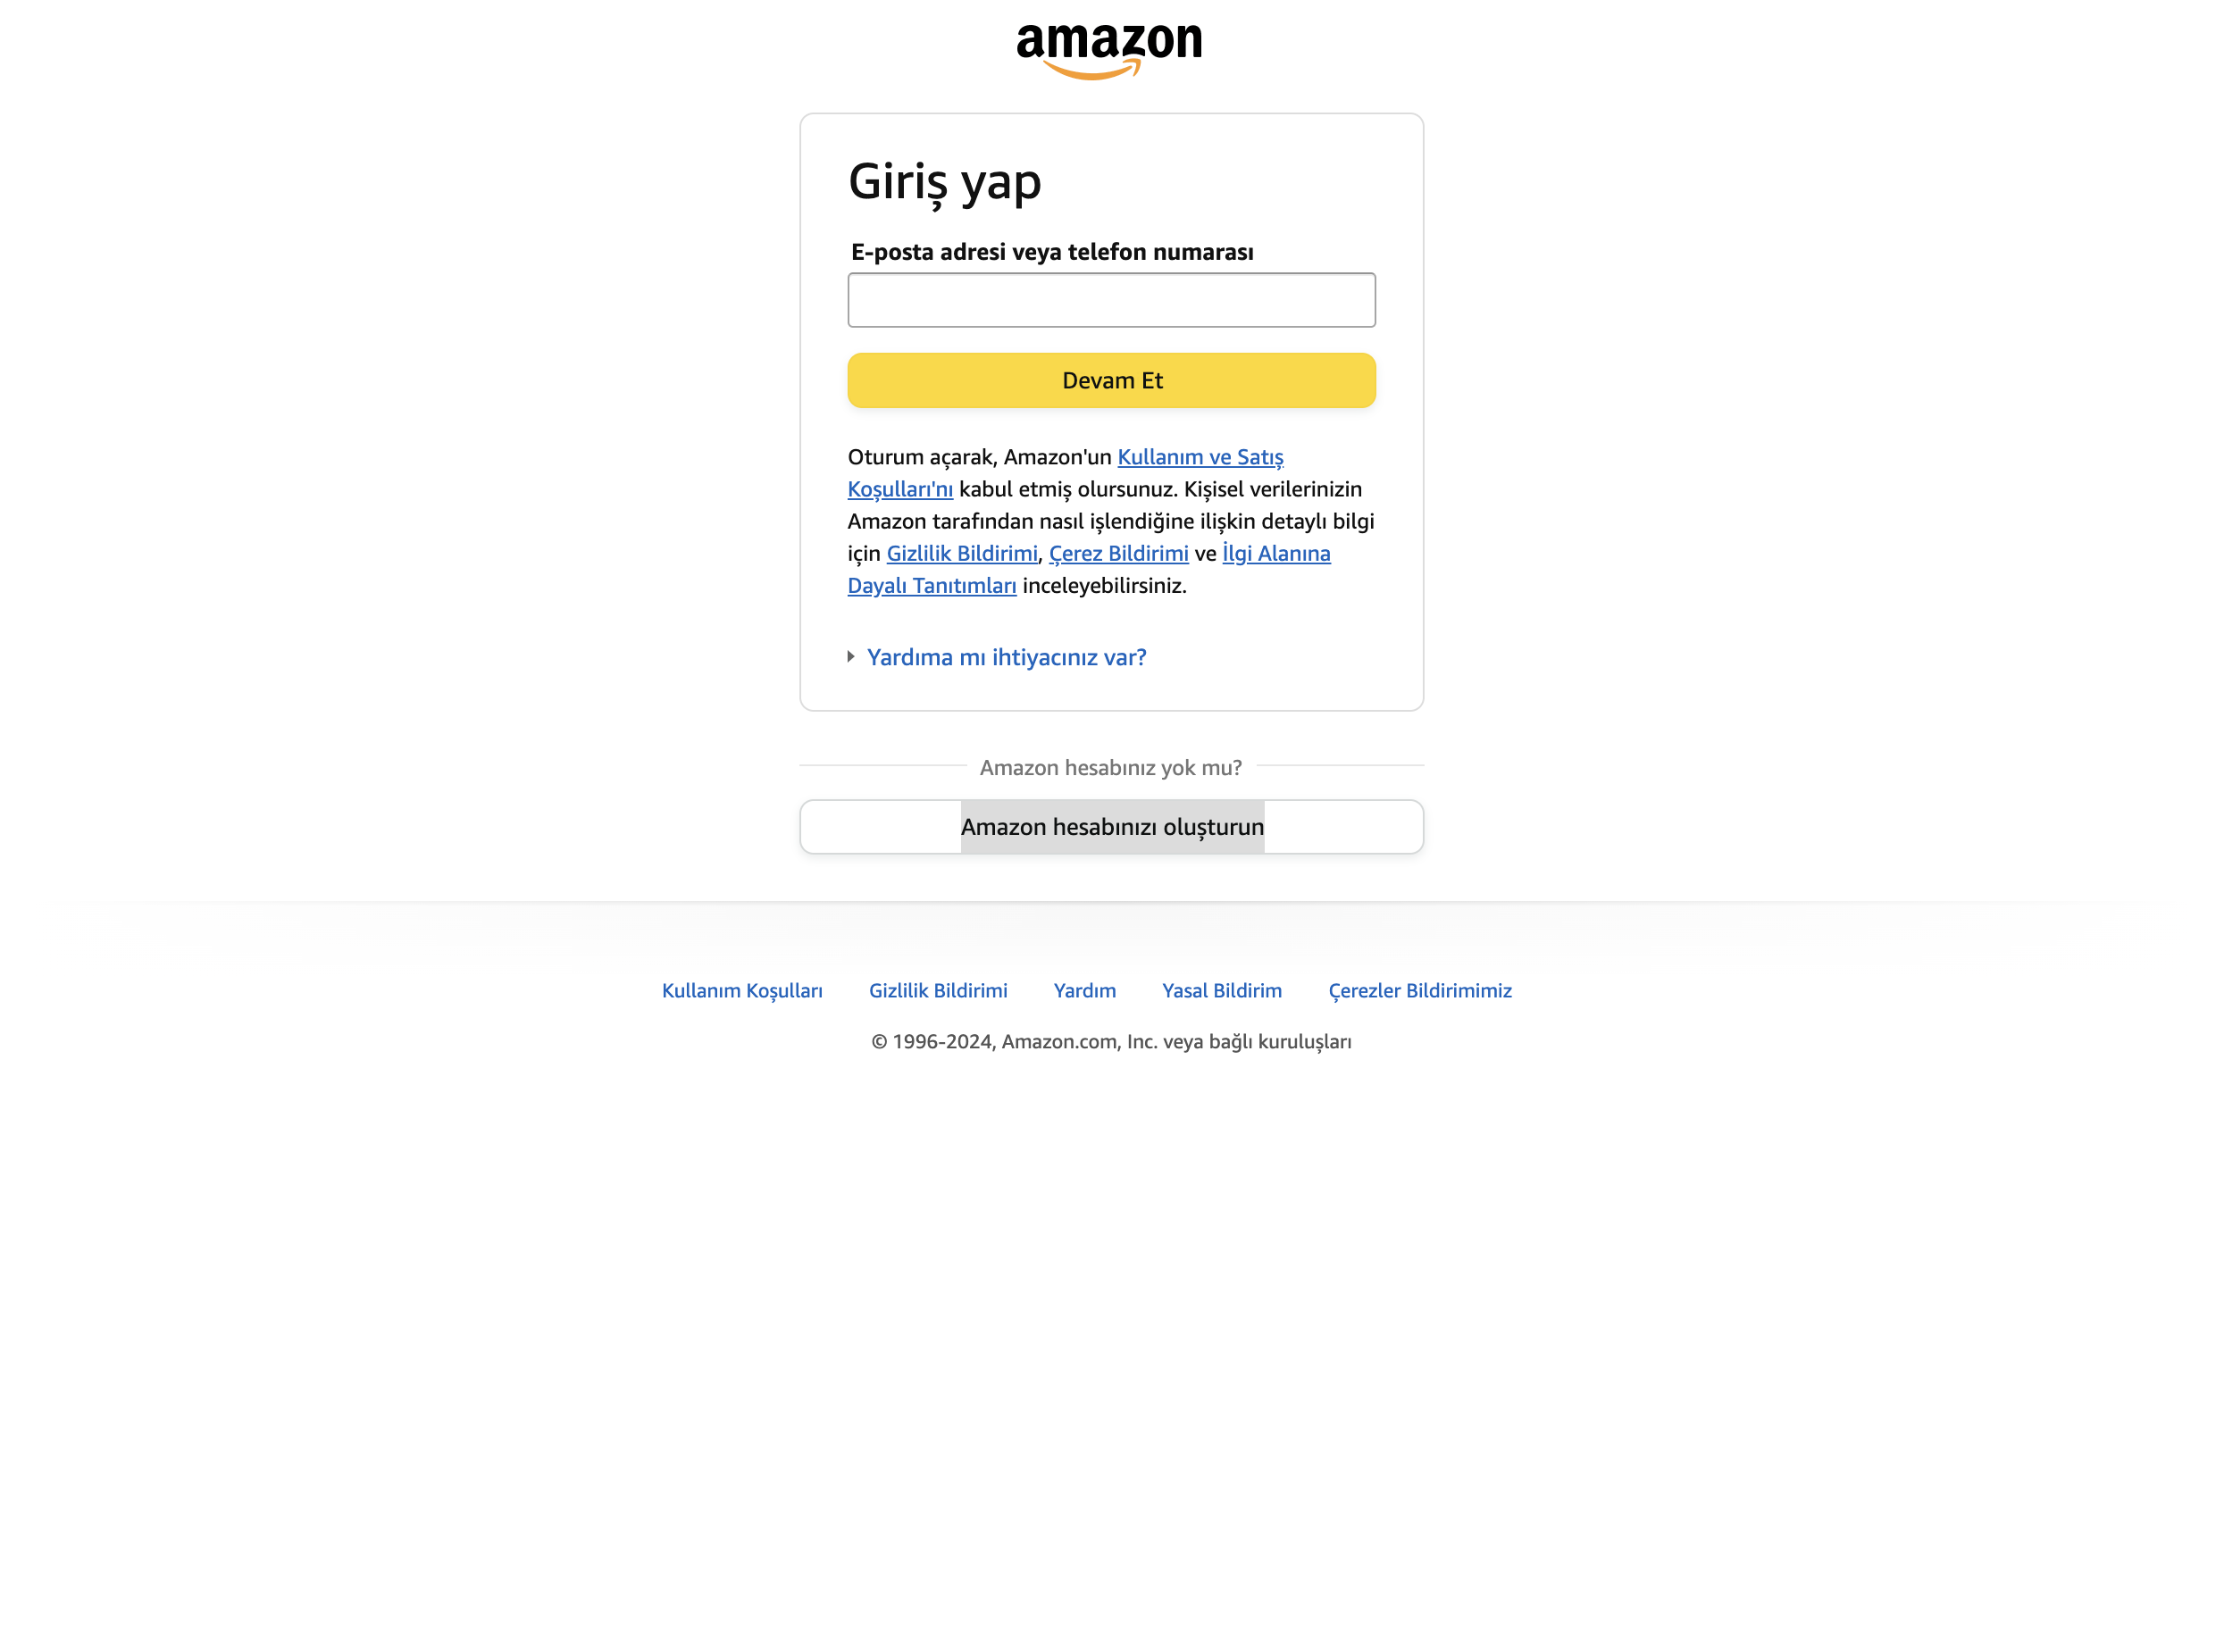 amazon
Giriş yap
E-posta adresi veya telefon numarası
Devam Et
Oturum açarak, Amazon'un Kullanım ve Satış
Koşulları'nı kabul etmiş olursunuz. Kişisel verilerinizin
Amazon tarafından nasıl işlendiğine ilişkin detaylı bilgi
için Gizlilik Bildirimi, Çerez Bildirimi ve İlgi Alanına
Dayalı Tanıtımları inceleyebilirsiniz.
Yardıma mı ihtiyacınız var?
Amazon hesabınız yok mu?
Amazon hesabınızı oluşturun
Kullanım Koşulları Gizlilik Bildirimi Yardım Yasal Bildirim Çerezler Bildirimimiz
© 1996-2024, Amazon.com, Inc. veya bağlı kuruluşları